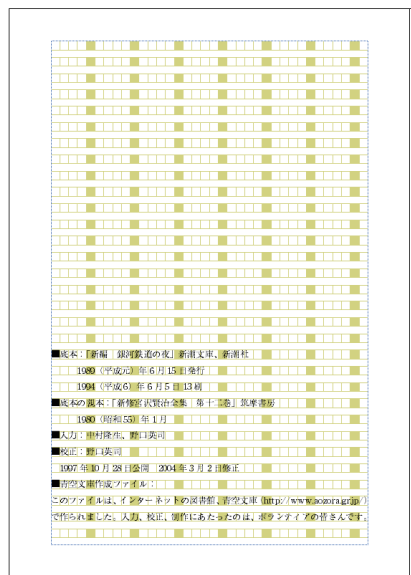 ■底本：「新編　銀河鉄道の夜」新潮文庫、新潮社
1989（平成元）年6月15日発行
1994（平成6）年6月5日13刷
■底本の親本：「新修宮沢賢治全集　第十二巻」筑摩書房
1980（昭和55）年1月
■入力：中村隆生、野口英司
■校正：野口英司
1997年10月28日公開　2004年3月2日修正
■青空文庫作成ファイル：
このファイルは、インターネットの図書館、青空文庫（http://www.aozora.gr.jp/）
で作られました。入力、校正、制作にあたったのは、ボランティアの皆さんです。